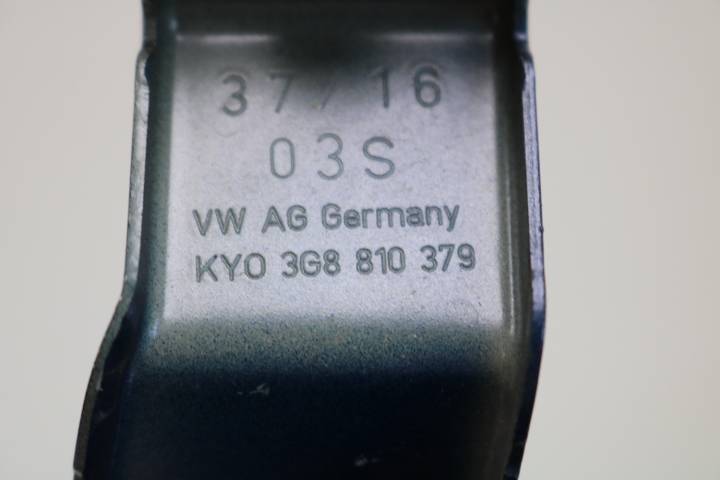 37/16
03S
VW AG Germany
KYO 3G8 810 379